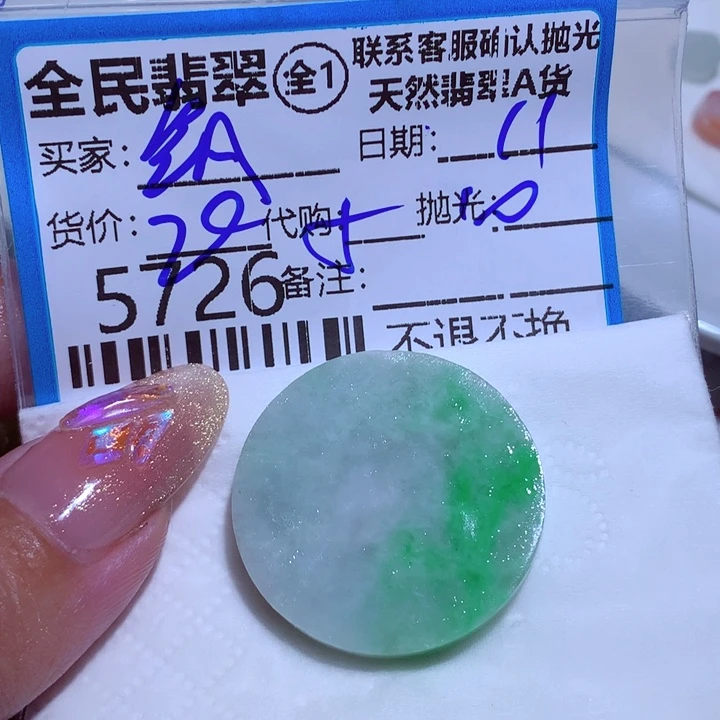 全民翡翠 全1
联系客服确认抛光
天然翡翠A货
买家:
日期: 11
货价: 代购 抛光:
5726 备注:
不退不换